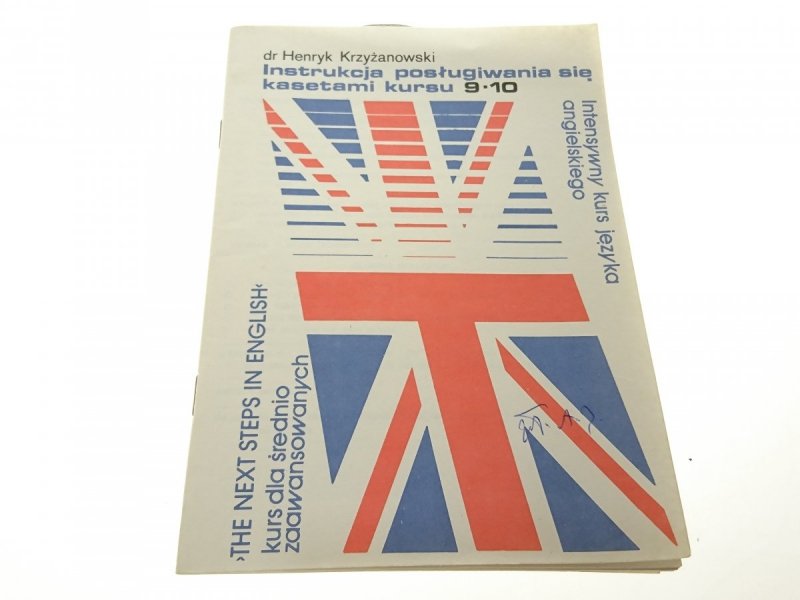 dr Henryk Krzyżanowski
Instrukcja posługiwania się
kasetami kursu 9·10
Intensywny kurs języka
angielskiego
›THE NEXT STEPS IN ENGLISH‹
kurs dla średnio
zaawansowanych